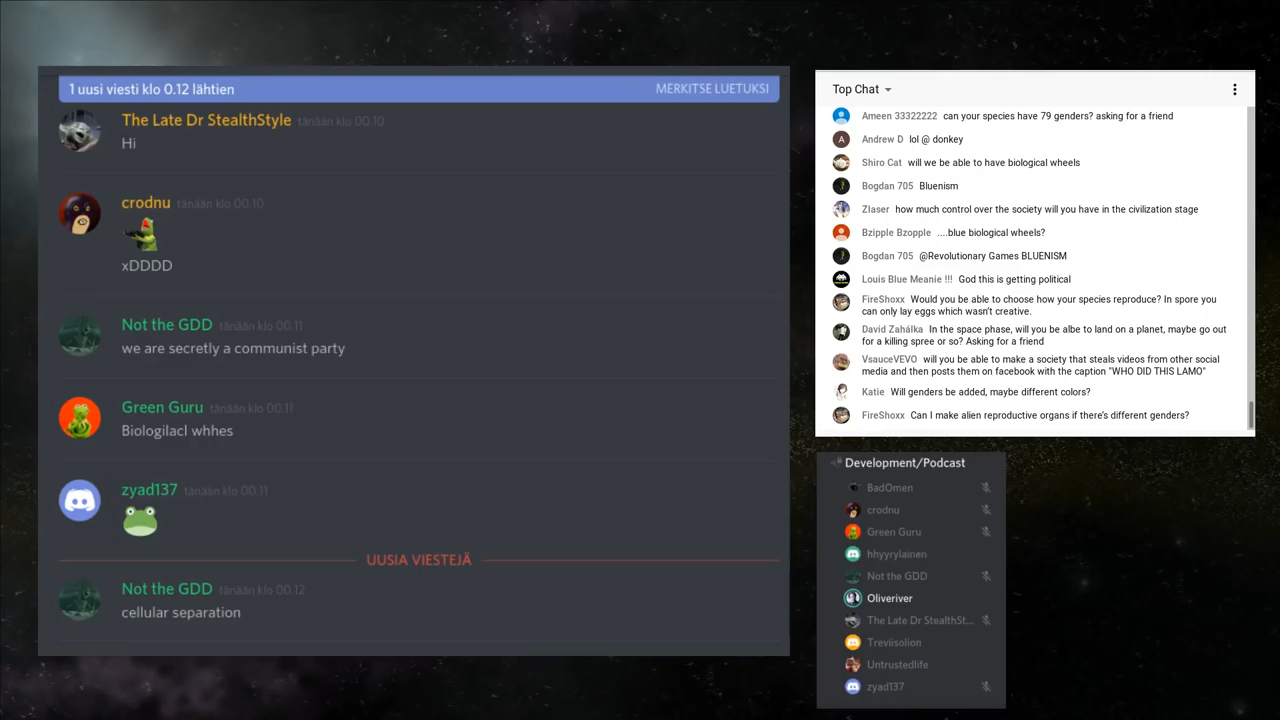 1 uusi viesti klo 0.12 lähtien
MERKITSE LUETUKSI
The Late Dr StealthStyle tänään klo 00.10
Hi
crodnu tänään klo 00.10
xDDDD
Not the GDD tänään klo 00.11
we are secretly a communist party
Green Guru tänään klo 00.11
Biologilacl whhes
zyad137 tänään klo 00.11
UUSIA VIESTEJÄ
Not the GDD tänään klo 00.12
cellular separation
Top Chat
Ameen 33322222 can your species have 79 genders? asking for a friend
A
Andrew D lol @ donkey
Shiro Cat will we be able to have biological wheels
Bogdan 705 Bluenism
Zlaser how much control over the society will you have in the civilization stage
Bzipple Bzopple ....blue biological wheels?
Bogdan 705 @Revolutionary Games BLUENISM
Louis Blue Meanie !!! God this is getting political
FireShoxx Would you be able to choose how your species reproduce? In spore you
can only lay eggs which wasn't creative.
David Zahálka In the space phase, will you be albe to land on a planet, maybe go out
for a killing spree or so? Asking for a friend
VsauceVEVO will you be able to make a society that steals videos from other social
media and then posts them on facebook with the caption "WHO DID THIS LAMO"
Katie Will genders be added, maybe different colors?
FireShoxx Can I make alien reproductive organs if there's different genders?
Development/Podcast
BadOmen
crodnu
Green Guru
hhyyrylainen
Not the GDD
Oliveriver
The Late Dr StealthSt...
Treviisolion
Untrustedlife
zyad137